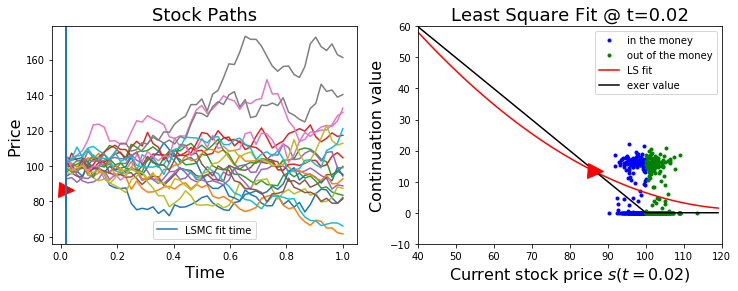 Stock Paths
Price
160
140
120
100
80
60
0.0 0.2 0.4 0.6 0.8 1.0
Time
LSMC fit time
Least Square Fit @ t=0.02
Continuation value
60
50
40
30
20
10
0
−10
40 50 60 70 80 90 100 110 120
Current stock price s(t = 0.02)
in the money
out of the money
LS fit
exer value